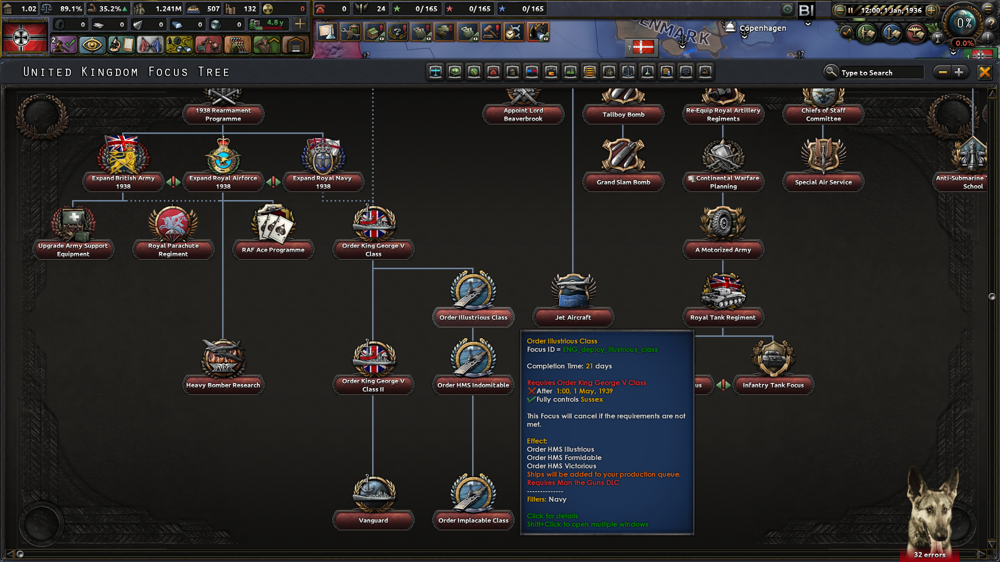 1.02
89.1%
35.2%
1.241M
507
132
0
0
24
0/165
0/165
0/165
BI
12:00, 1 Jan, 1936
0%
0.0%
0
0
0
0
0
4.8 y
2
DENMARK
Copenhagen
?
?
?
1
United Kingdom Focus Tree
Type to Search
1938 Rearmament
Programme
Appoint Lord
Beaverbrook
Tallboy Bomb
Re-Equip Royal Artillery
Regiments
Chiefs of Staff
Committee
Expand British Army
1938
Expand Royal Airforce
1938
Expand Royal Navy
1938
Grand Slam Bomb
Continental Warfare
Planning
Special Air Service
Anti-Submarine
School
Upgrade Army Support
Equipment
Royal Parachute
Regiment
RAF Ace Programme
Order King George V
Class
A Motorized Army
Order Illustrious Class
Jet Aircraft
Royal Tank Regiment
AVRO
Heavy Bomber Research
Order King George V
Class II
Order HMS Indomitable
us
Infantry Tank Focus
Vanguard
Order Implacable Class
Order Illustrious Class
Focus ID = ENG_deploy_illustrious_class
Completion Time: 21 days
Requires Order King George V Class
After 1:00, 1 May, 1939
Fully controls Sussex
This Focus will cancel if the requirements are not
met.
Effect:
Order HMS Illustrious
Order HMS Formidable
Order HMS Victorious
Ships will be added to your production queue.
Requires Man the Guns DLC
--------------
Filters: Navy
Click for details
Shift+Click to open multiple windows
32 errors